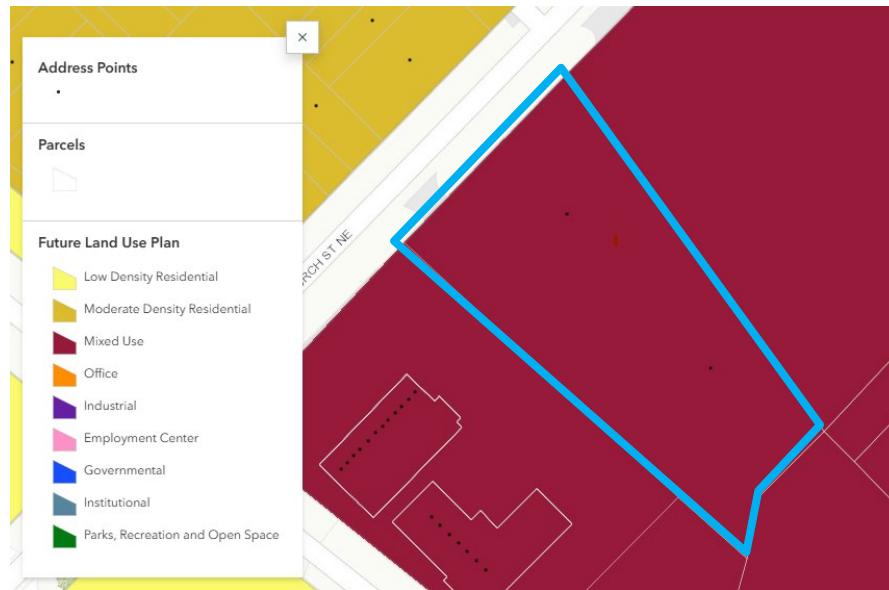 ×
Address Points
Parcels
Future Land Use Plan
Low Density Residential
Moderate Density Residential
Mixed Use
Office
Industrial
Employment Center
Governmental
Institutional
Parks, Recreation and Open Space
ST NE